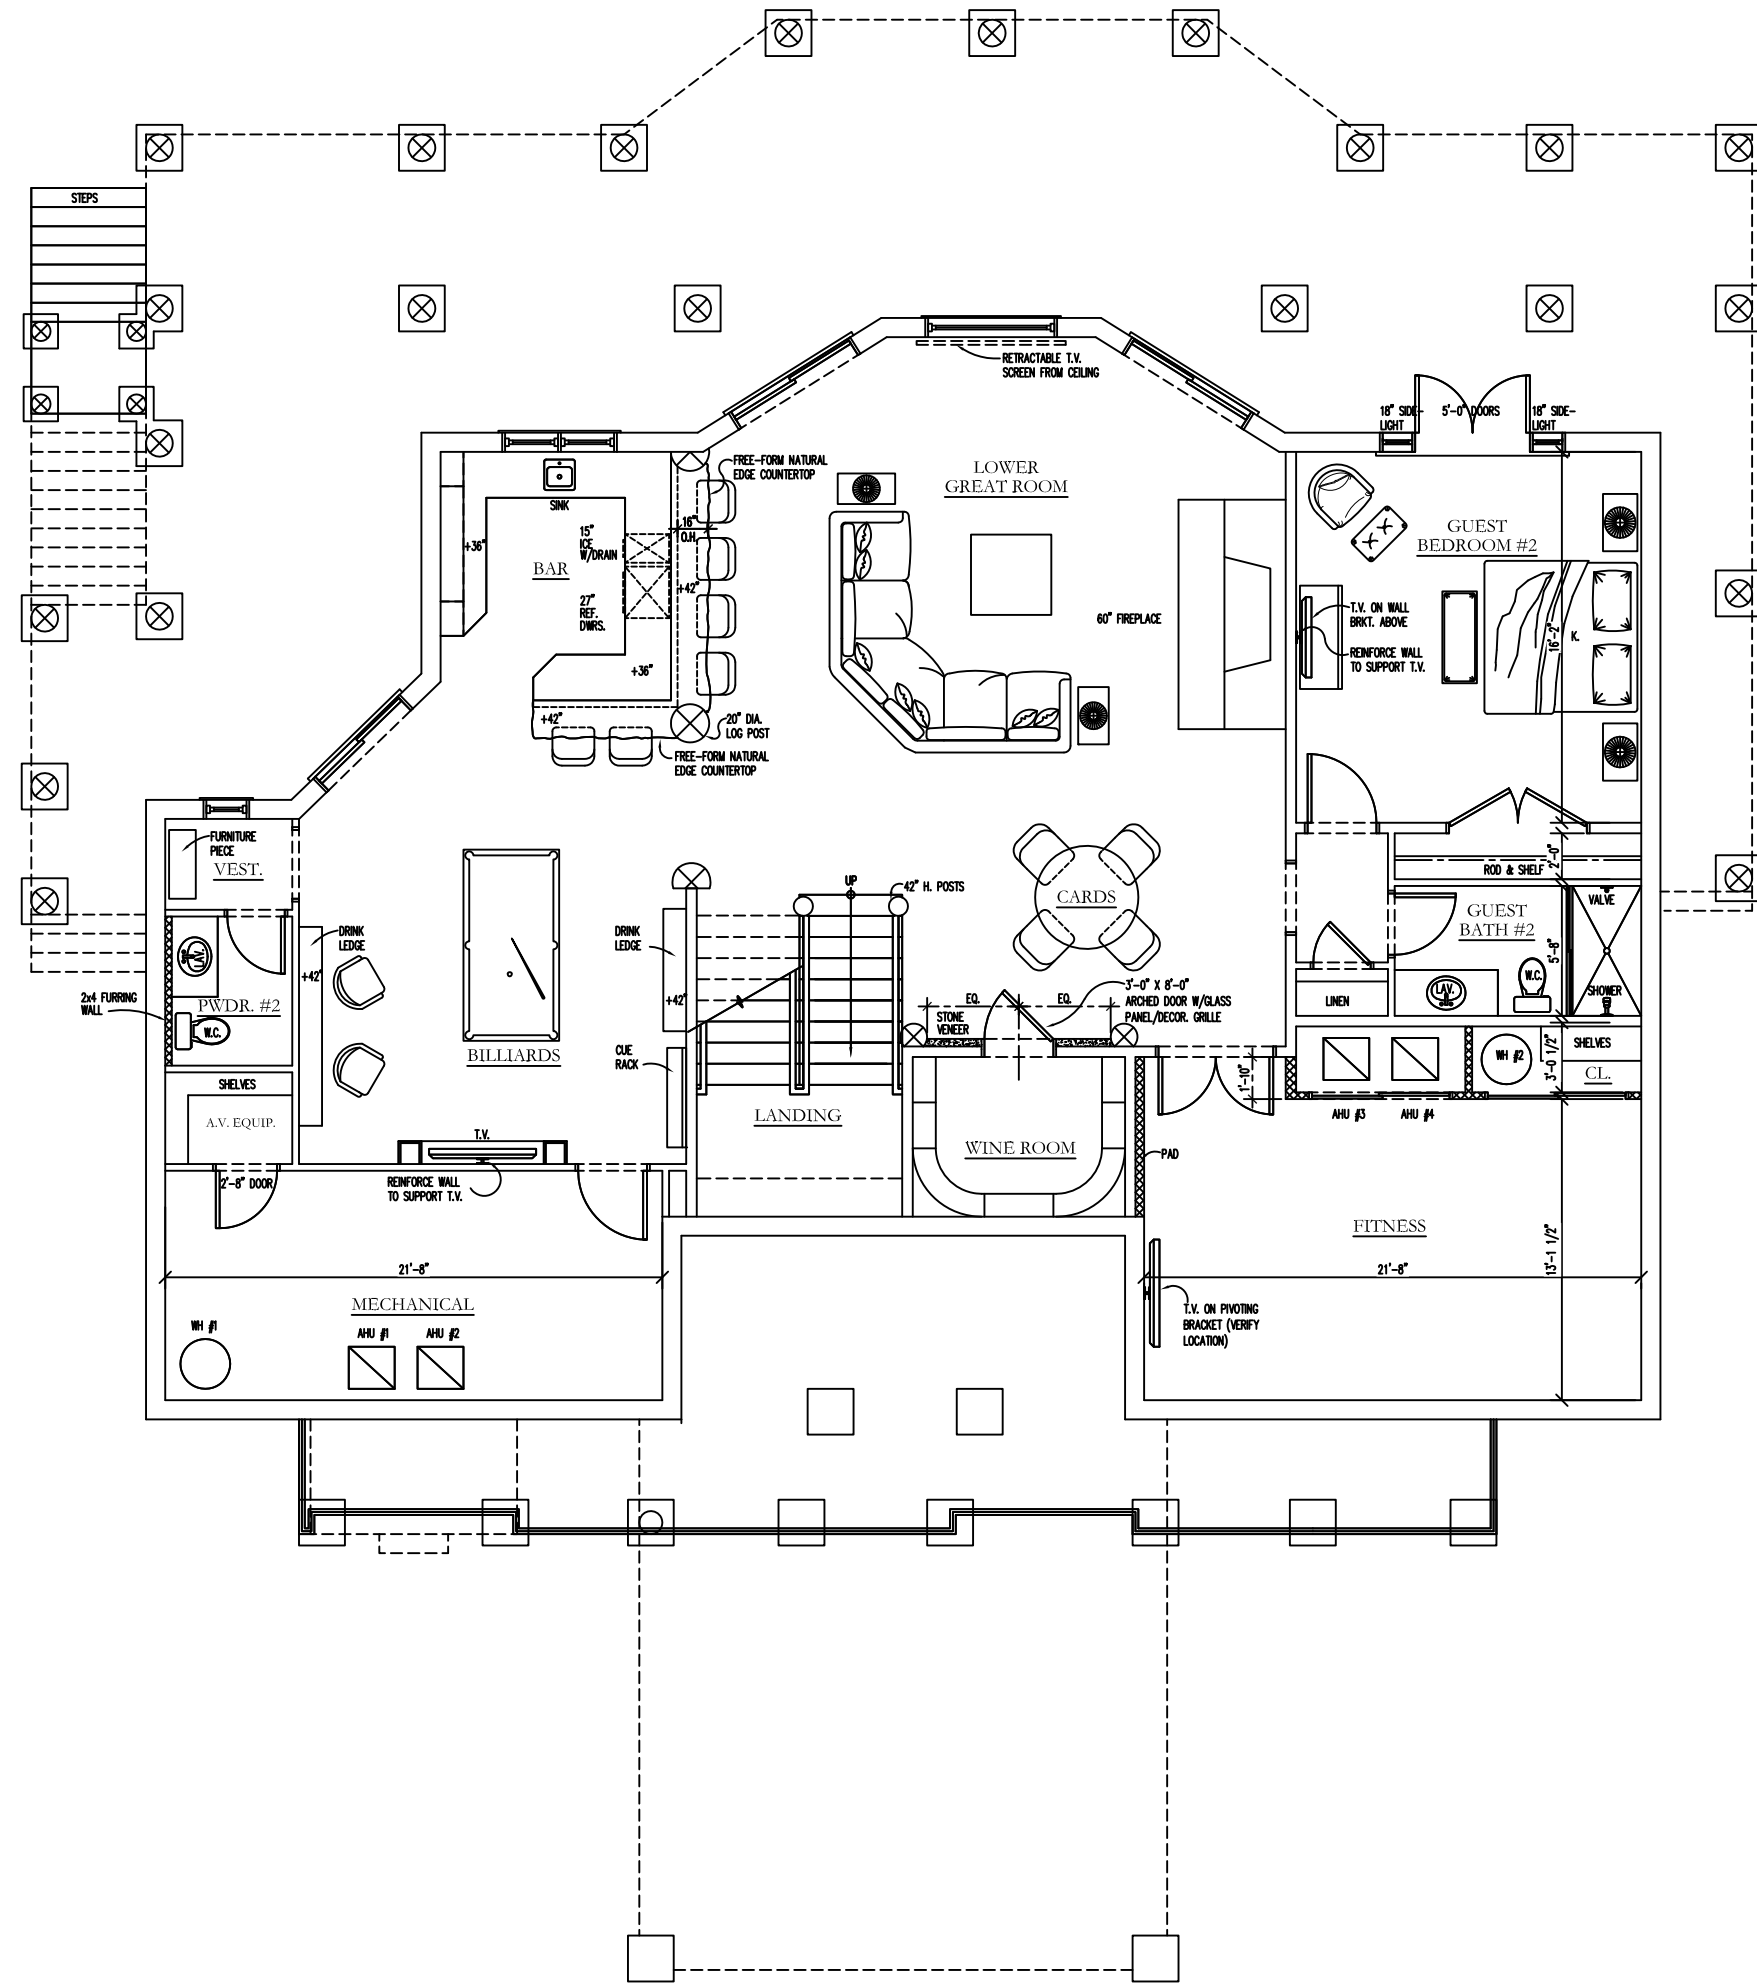 STEPS
RETRACTABLE T.V.
SCREEN FROM CEILING
18" SIDE-
LIGHT
5'-0" DOORS
18" SIDE-
LIGHT
FREE-FORM NATURAL
EDGE COUNTERTOP
LOWER
GREAT ROOM
SINK
15"
ICE
W/DRAIN
16"
O.H.
+36"
BAR
+42"
27"
REF.
DWRS.
+36"
+42"
20" DIA.
LOG POST
FREE-FORM NATURAL
EDGE COUNTERTOP
60" FIREPLACE
GUEST
BEDROOM #2
T.V. ON WALL
BRKT. ABOVE
REINFORCE WALL
TO SUPPORT T.V.
16'-2"
K.
FURNITURE
PIECE
VEST.
UP
42" H. POSTS
CARDS
ROD & SHELF
2'-0"
GUEST
BATH #2
VALVE
5'-8"
LAV.
W.C.
SHOWER
LINEN
LAV.
DRINK
LEDGE
+42"
DRINK
LEDGE
+42"
2x4 FURRING
WALL
PWDR. #2
W.C.
BILLIARDS
CUE
RACK
EQ.
EQ.
STONE
VENEER
3'-0" X 8'-0"
ARCHED DOOR W/GLASS
PANEL/DECOR. GRILLE
1'-10"
WH #2
3'-0 1/2"
SHELVES
CL.
AHU #3
AHU #4
SHELVES
A.V. EQUIP.
LANDING
WINE ROOM
PAD
T.V.
2'-8" DOOR
REINFORCE WALL
TO SUPPORT T.V.
FITNESS
13'-1 1/2"
21'-8"
21'-8"
MECHANICAL
WH #1
AHU #1
AHU #2
T.V. ON PIVOTING
BRACKET (VERIFY
LOCATION)